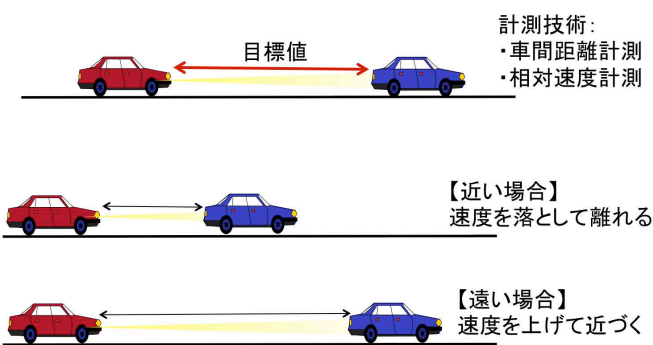 目標値
計測技術:
・車間距離計測
・相対速度計測
【近い場合】
速度を落として離れる
【遠い場合】
速度を上げて近づく